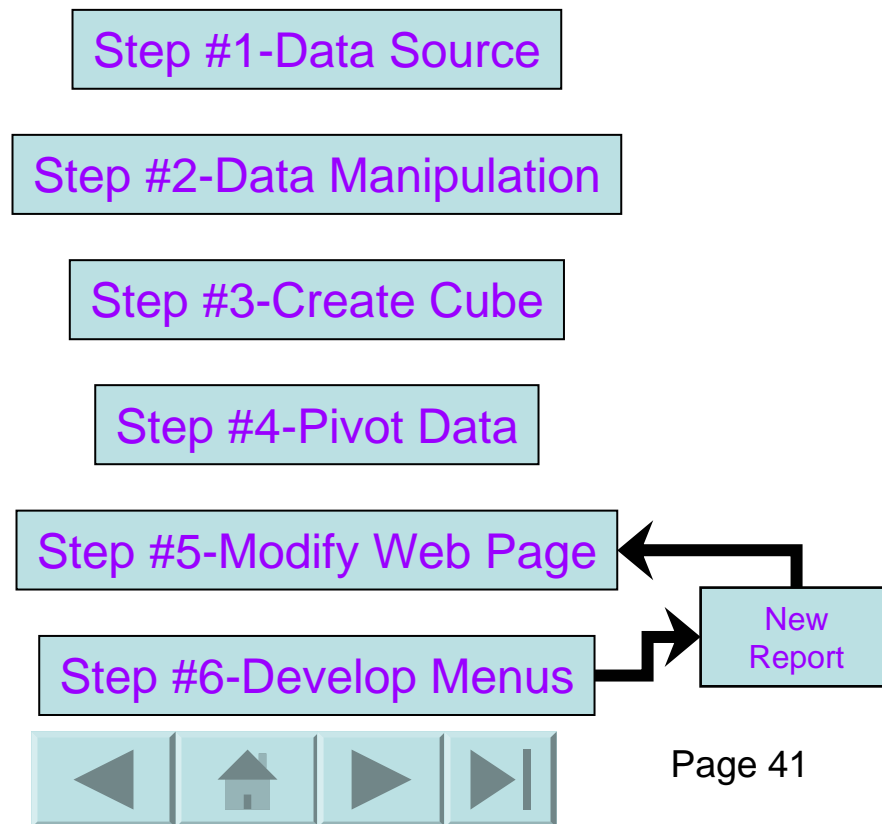 Step #1-Data Source
Step #2-Data Manipulation
Step #3-Create Cube
Step #4-Pivot Data
Step #5-Modify Web Page
New
Report
Step #6-Develop Menus
Page 41